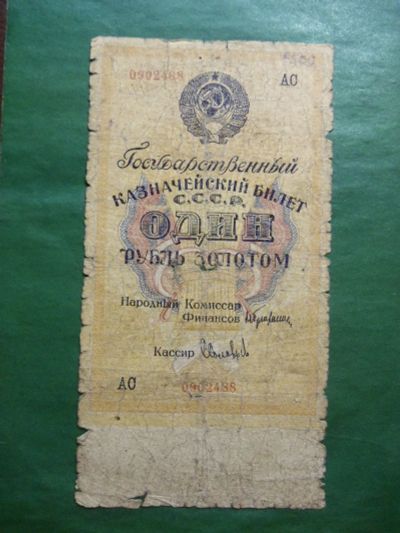 0902488
АС
Государственный
КАЗНАЧЕЙСКИЙ БИЛЕТ
С.С.С.Р.
ОДИН
РУБЛЬ ЗОЛОТОМ
Народный Комиссар
Финансов
Кассир
АС
0902488